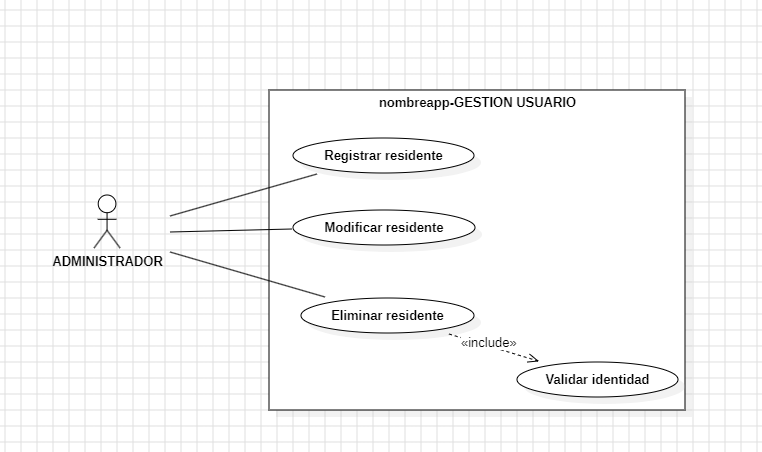 nombreapp-GESTION USUARIO
Registrar residente
Modificar residente
ADMINISTRADOR
Eliminar residente
«include»
Validar identidad